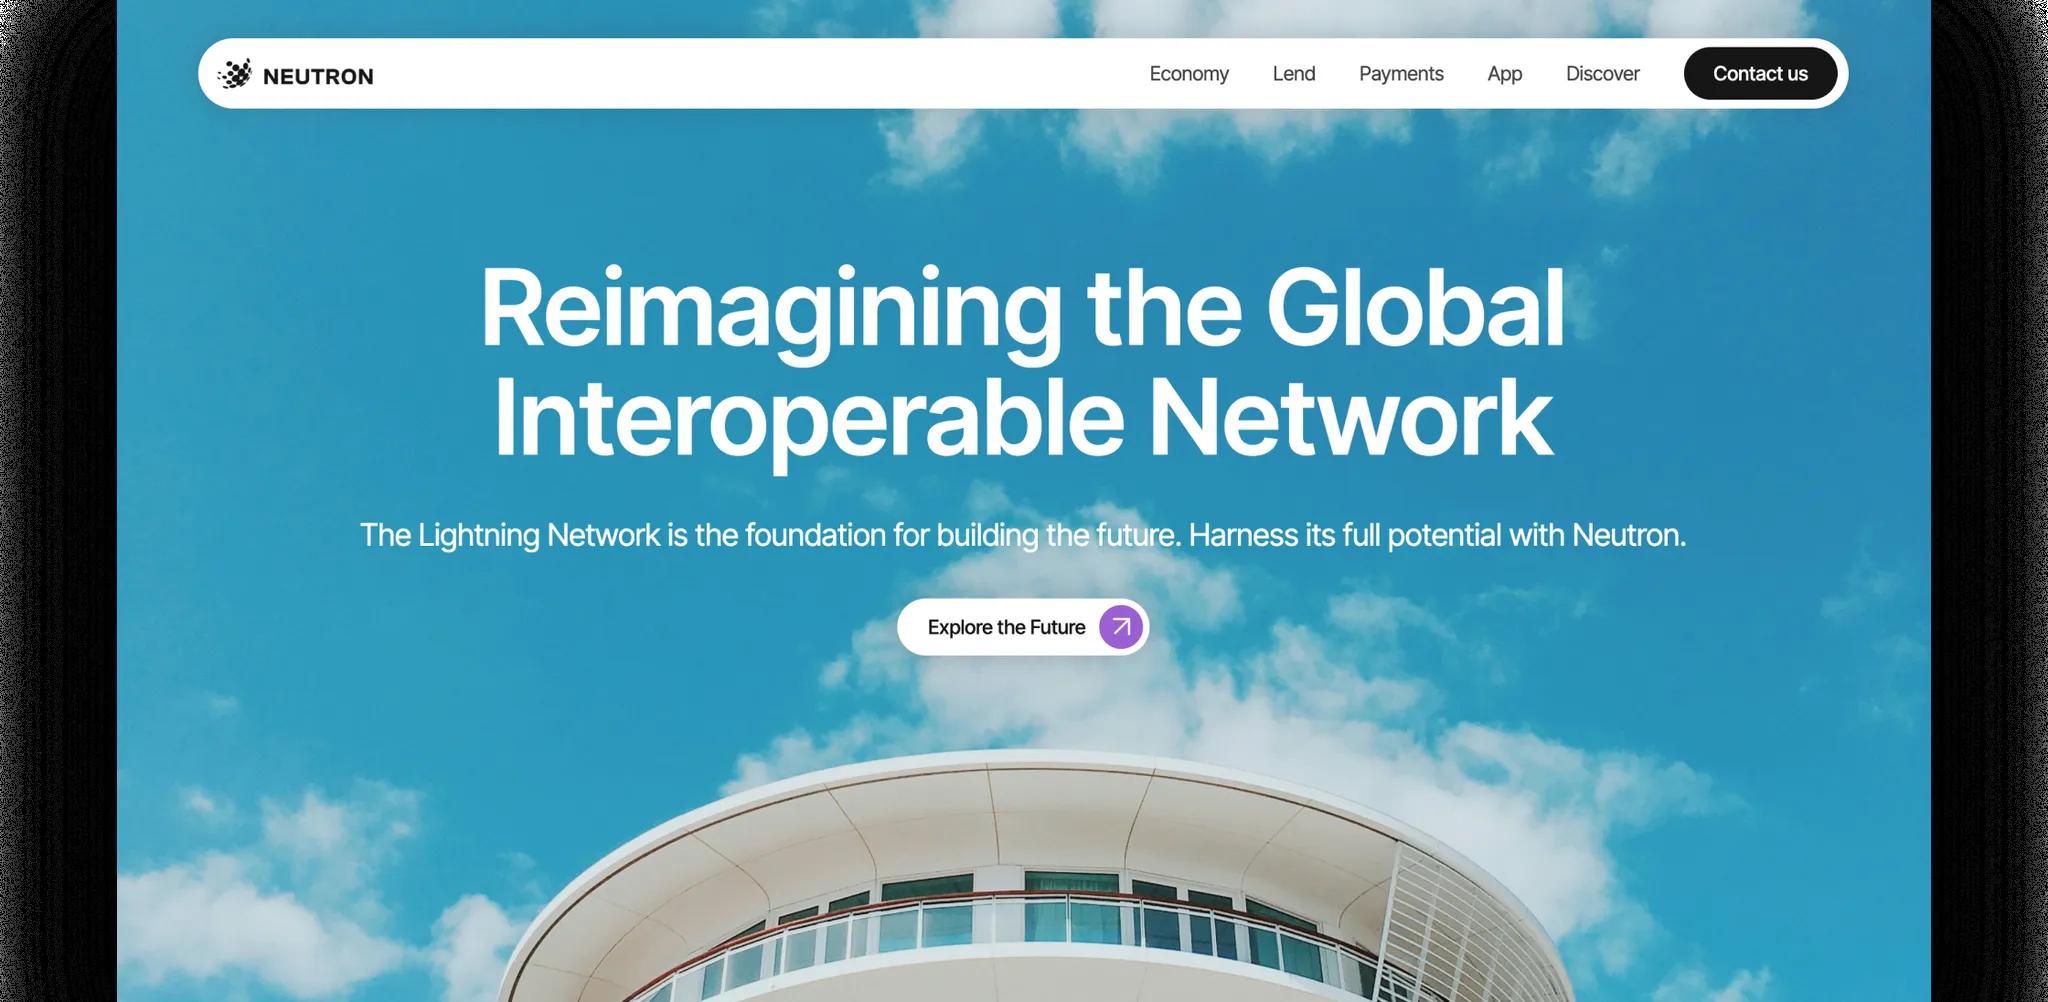 NEUTRON
Economy
Lend
Payments
App
Discover
Contact us
Reimagining the Global
Interoperable Network
The Lightning Network is the foundation for building the future. Harness its full potential with Neutron.
Explore the Future